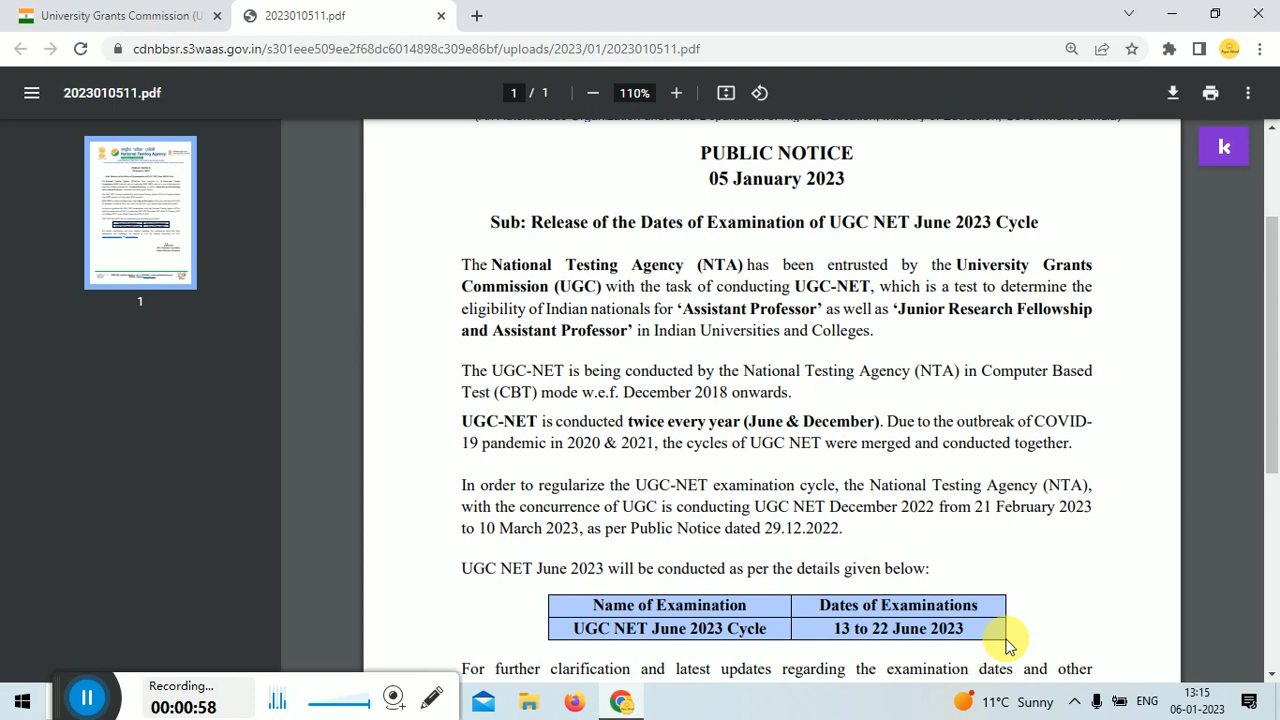 University Grants Commission (U
2023010511.pdf
cdnbbsr.s3waas.gov.in/s301eee509ee2f68dc6014898c309e86bf/uploads/2023/01/2023010511.pdf
2023010511.pdf
1 / 1
110%
PUBLIC NOTICE
05 January 2023
Sub: Release of the Dates of Examination of UGC NET June 2023 Cycle
The National Testing Agency (NTA) has been entrusted by the University Grants
Commission (UGC) with the task of conducting UGC-NET, which is a test to determine the
eligibility of Indian nationals for ‘Assistant Professor’ as well as ‘Junior Research Fellowship
and Assistant Professor’ in Indian Universities and Colleges.
The UGC-NET is being conducted by the National Testing Agency (NTA) in Computer Based
Test (CBT) mode w.e.f. December 2018 onwards.
UGC-NET is conducted twice every year (June & December). Due to the outbreak of COVID-
19 pandemic in 2020 & 2021, the cycles of UGC NET were merged and conducted together.
In order to regularize the UGC-NET examination cycle, the National Testing Agency (NTA),
with the concurrence of UGC is conducting UGC NET December 2022 from 21 February 2023
to 10 March 2023, as per Public Notice dated 29.12.2022.
UGC NET June 2023 will be conducted as per the details given below:
Name of Examination Dates of Examinations
UGC NET June 2023 Cycle 13 to 22 June 2023
For further clarification and latest updates regarding the examination dates and other
1
k
Recording...
00:00:58
11°C Sunny
ENG
13:15
06-01-2023